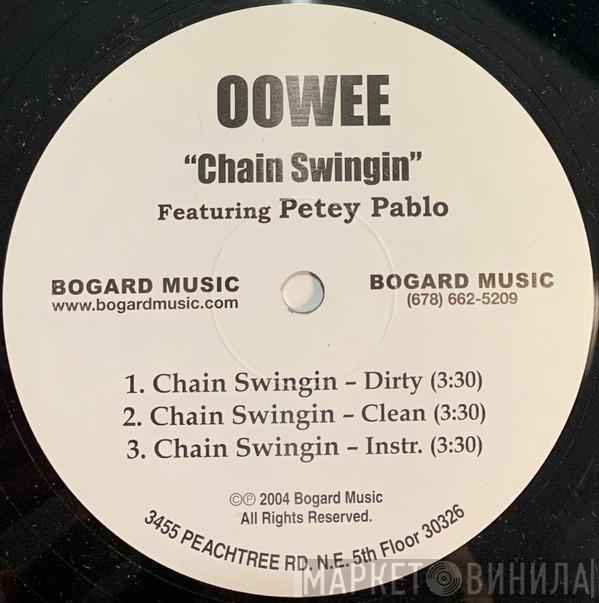 OOWEE
“Chain Swingin”
Featuring Petey Pablo
BOGARD MUSIC
www.bogardmusic.com
BOGARD MUSIC
(678) 662-5209
1. Chain Swingin – Dirty (3:30)
2. Chain Swingin – Clean (3:30)
3. Chain Swingin – Instr. (3:30)
©℗ 2004 Bogard Music
All Rights Reserved.
3455 PEACHTREE RD. N.E. 5th Floor 30326
МАРКЕТ ВИНИЛА